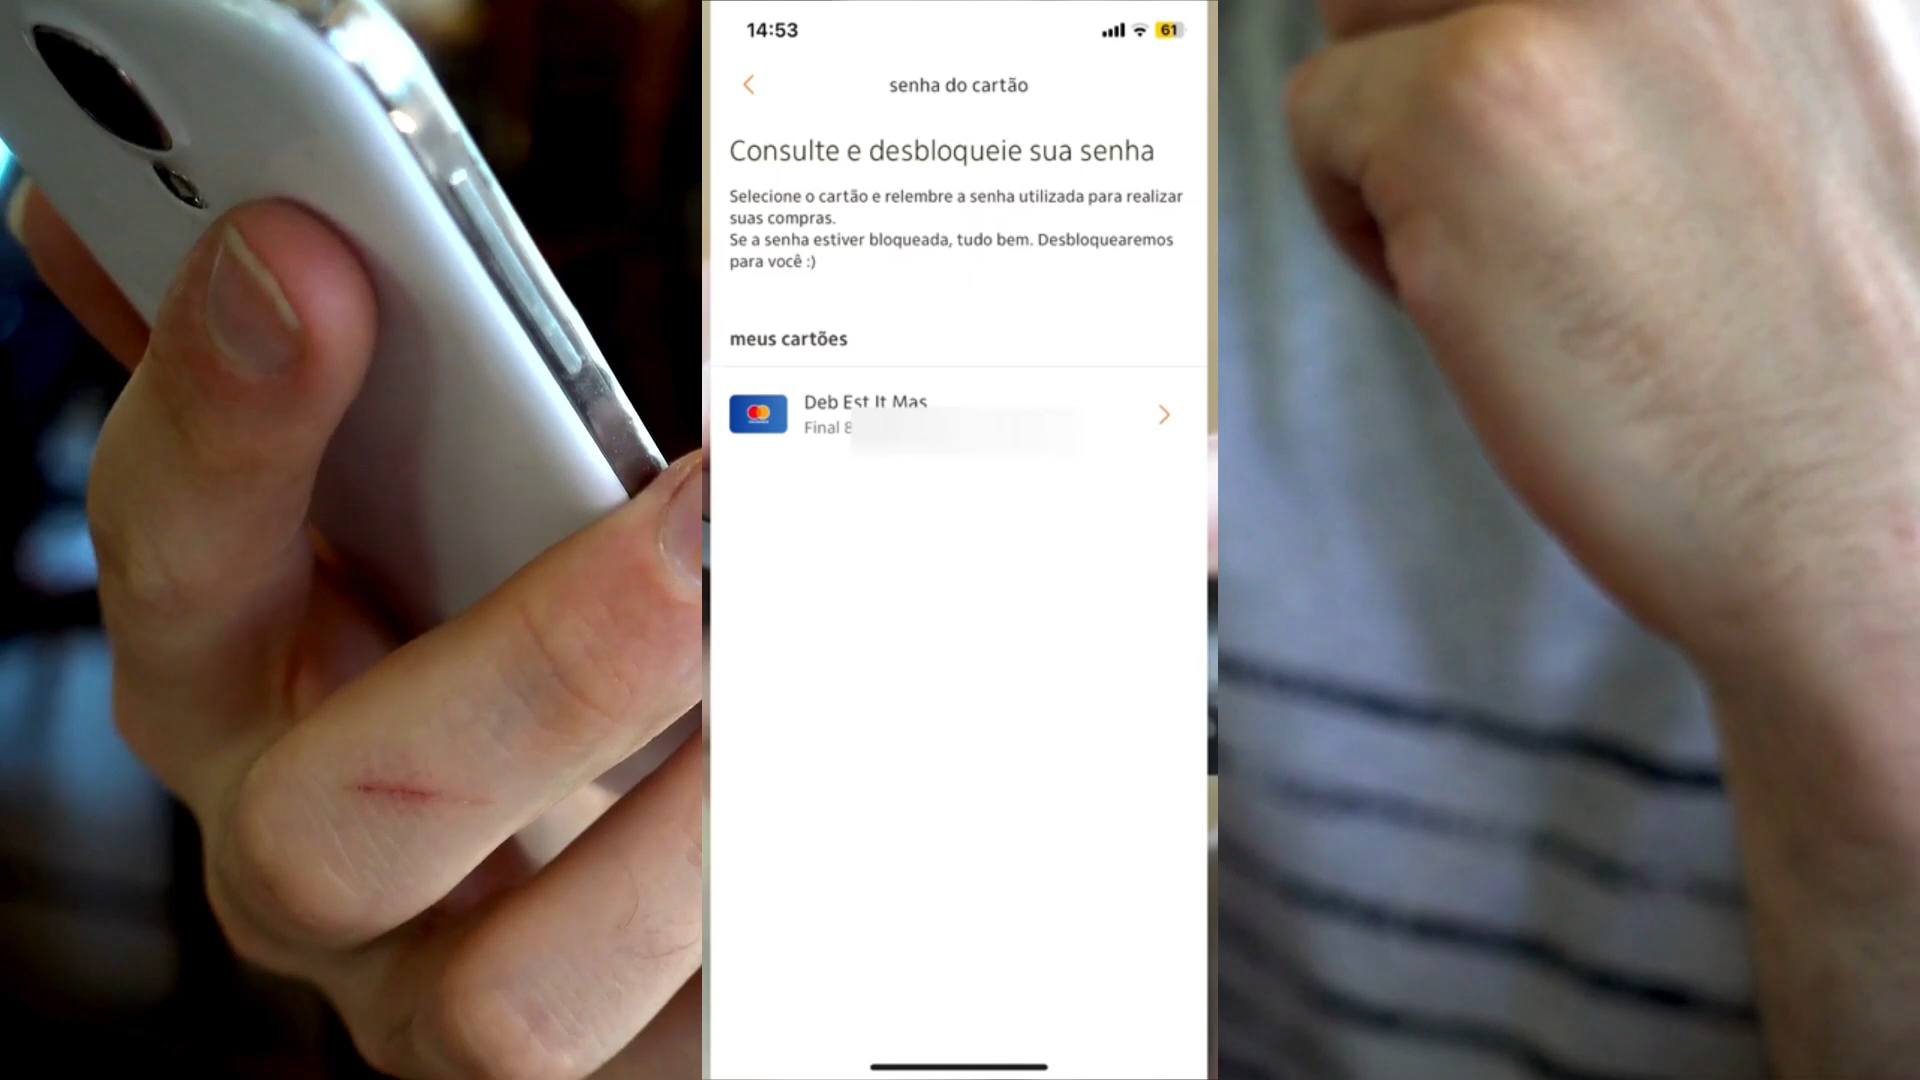 14:53
61
senha do cartão
Consulte e desbloqueie sua senha
Selecione o cartão e relembre a senha utilizada para realizar
suas compras.
Se a senha estiver bloqueada, tudo bem. Desbloquearemos
para você :)
meus cartões
Deb Est It Mas
Final 8